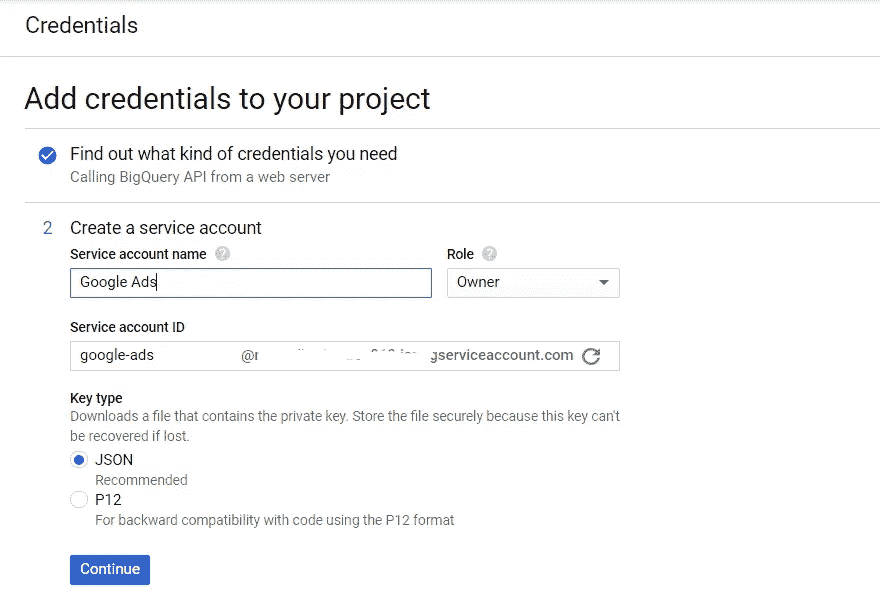 Credentials
Add credentials to your project
Find out what kind of credentials you need
Calling BigQuery API from a web server
2 Create a service account
Service account name ? Role ?
Google Ads Owner
Service account ID
google-ads gserviceaccount.com
Key type
Downloads a file that contains the private key. Store the file securely because this key can't
be recovered if lost.
JSON
Recommended
P12
For backward compatibility with code using the P12 format
Continue